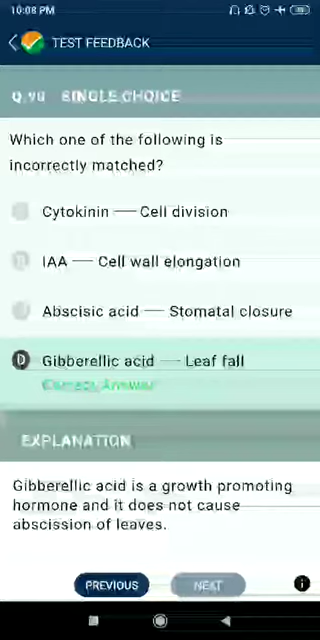 10:08 PM
TEST FEEDBACK
SINGLE CHOICE
Which one of the following is
incorrectly matched?
Cytokinin — Cell division
IAA — Cell wall elongation
Abscisic acid — Stomatal closure
D Gibberellic acid — Leaf fall
Correct Answer
EXPLANATION
Gibberellic acid is a growth promoting
hormone and it does not cause
abscission of leaves.
PREVIOUS NEXT